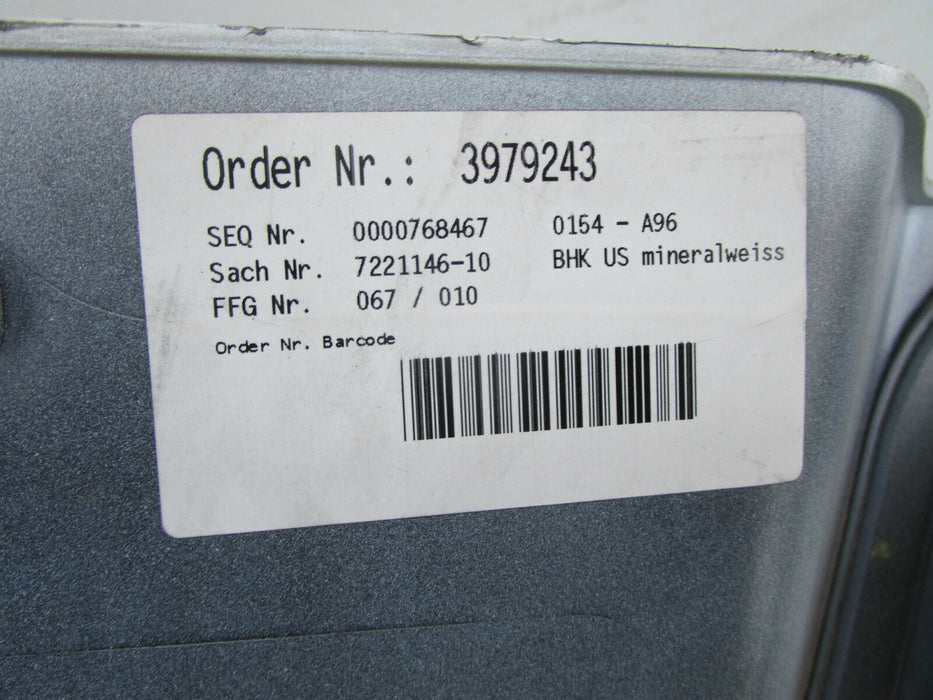 Order Nr.: 3979243
SEQ Nr. 0000768467 0154 - A96
Sach Nr. 7221146-10 BHK US mineralweiss
FFG Nr. 067 / 010
Order Nr. Barcode